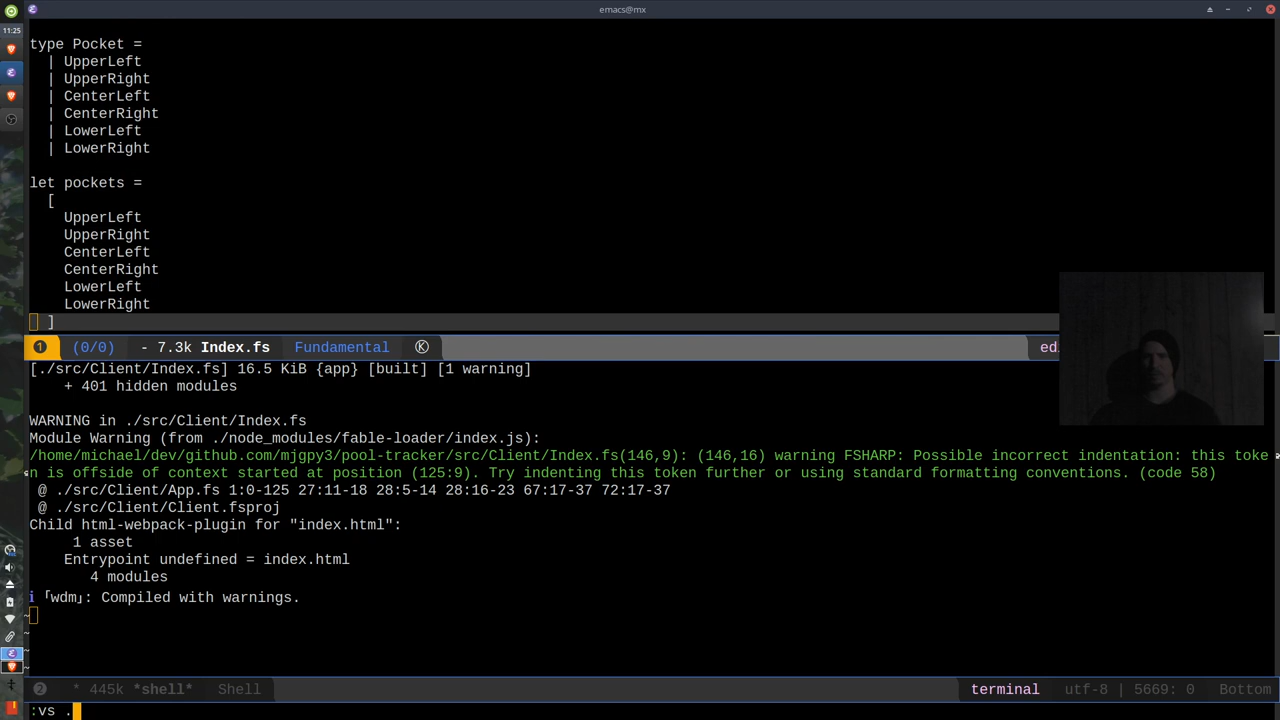 emacs@mx
11:25
type Pocket =
  | UpperLeft
  | UpperRight
  | CenterLeft
  | CenterRight
  | LowerLeft
  | LowerRight
let pockets =
  [
    UpperLeft
    UpperRight
    CenterLeft
    CenterRight
    LowerLeft
    LowerRight
  ]
1 (0/0) - 7.3k Index.fs Fundamental K
[./src/Client/Index.fs] 16.5 KiB {app} [built] [1 warning]
    + 401 hidden modules
WARNING in ./src/Client/Index.fs
Module Warning (from ./node_modules/fable-loader/index.js):
/home/michael/dev/github.com/mjgpy3/pool-tracker/src/Client/Index.fs(146,9): (146,16) warning FSHARP: Possible incorrect indentation: this toke
n is offside of context started at position (125:9). Try indenting this token further or using standard formatting conventions. (code 58)
 @ ./src/Client/App.fs 1:0-125 27:11-18 28:5-14 28:16-23 67:17-37 72:17-37
 @ ./src/Client/Client.fsproj
Child html-webpack-plugin for "index.html":
     1 asset
    Entrypoint undefined = index.html
       4 modules
ℹ ｢wdm｣: Compiled with warnings.
2 * 445k *shell* Shell terminal utf-8 | 5669: 0 Bottom
:vs .